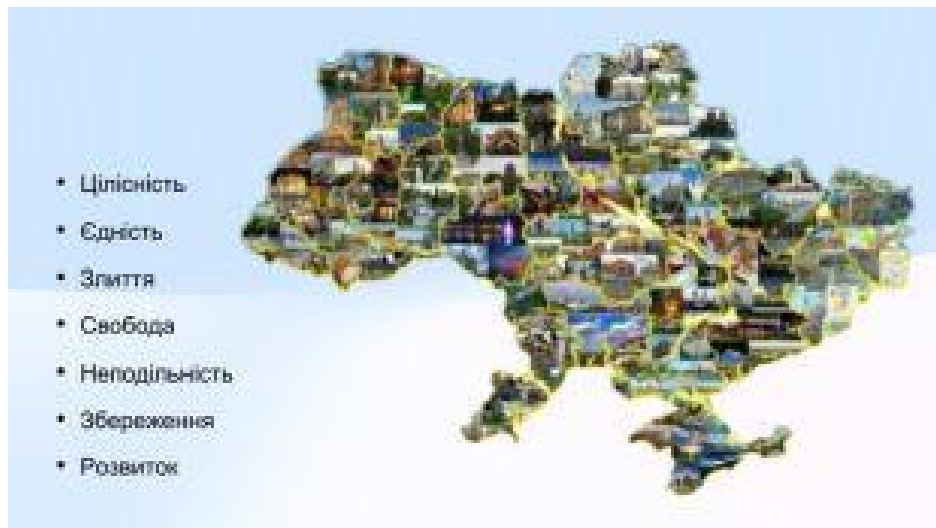 • Цілісність
• Єдність
• Злиття
• Свобода
• Неподільність
• Збереження
• Розвиток